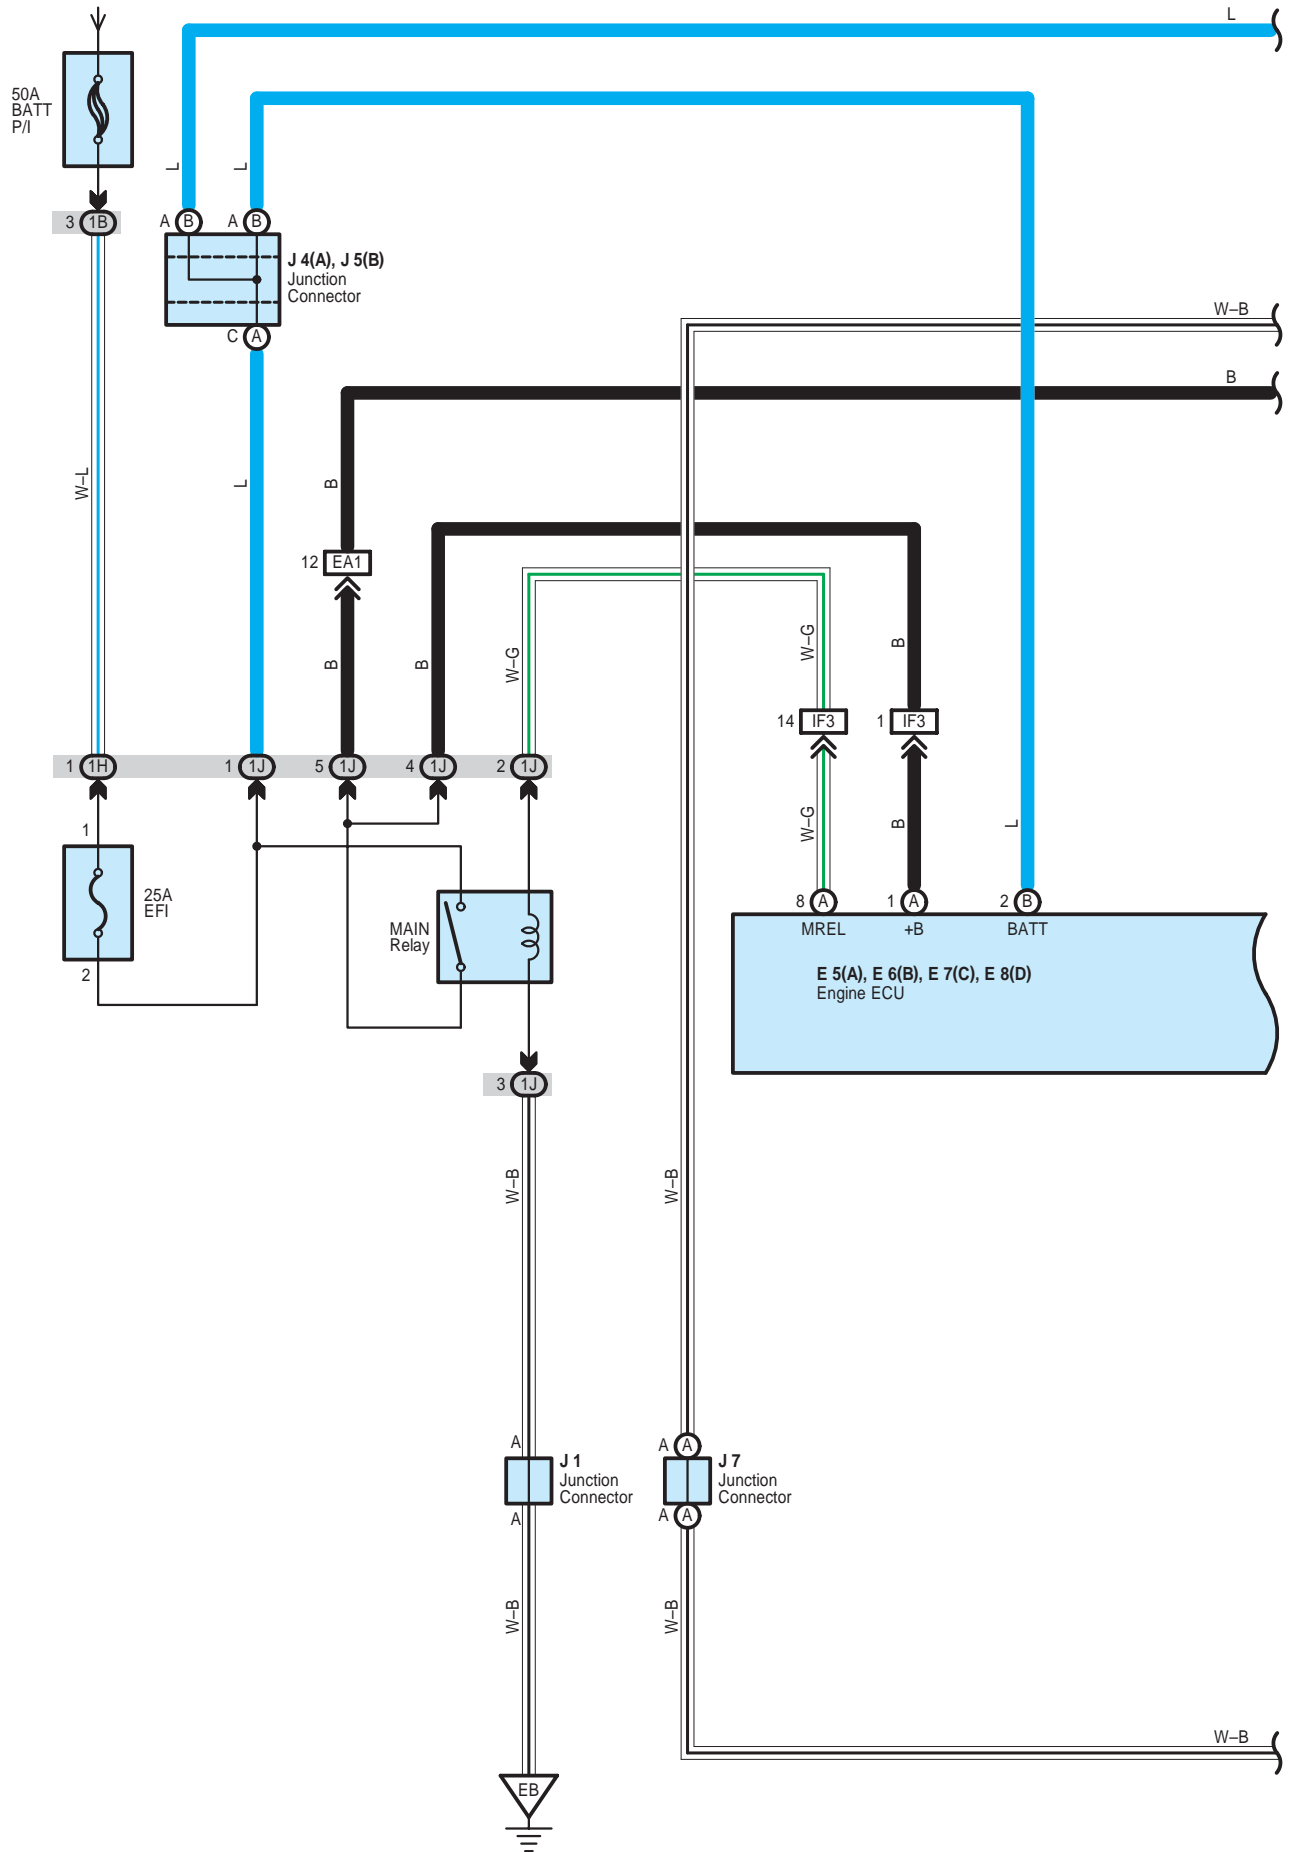 L
50A
BATT
P/I
L
L
3 1B
A B
A B
J 4(A), J 5(B)
Junction
Connector
C A
W–B
B
W–L
L
B
12 EA1
B
B
W–G
W–G
B
14 IF3
1 IF3
1 1H
1 1J
5 1J
4 1J
2 1J
W–G
B
L
1
25A
EFI
2
MAIN
Relay
8 A
1 A
2 B
MREL
+B
BATT
E 5(A), E 6(B), E 7(C), E 8(D)
Engine ECU
3 1J
W–B
W–B
A
J 1
Junction
Connector
A
A A
J 7
Junction
Connector
A A
W–B
W–B
W–B
EB